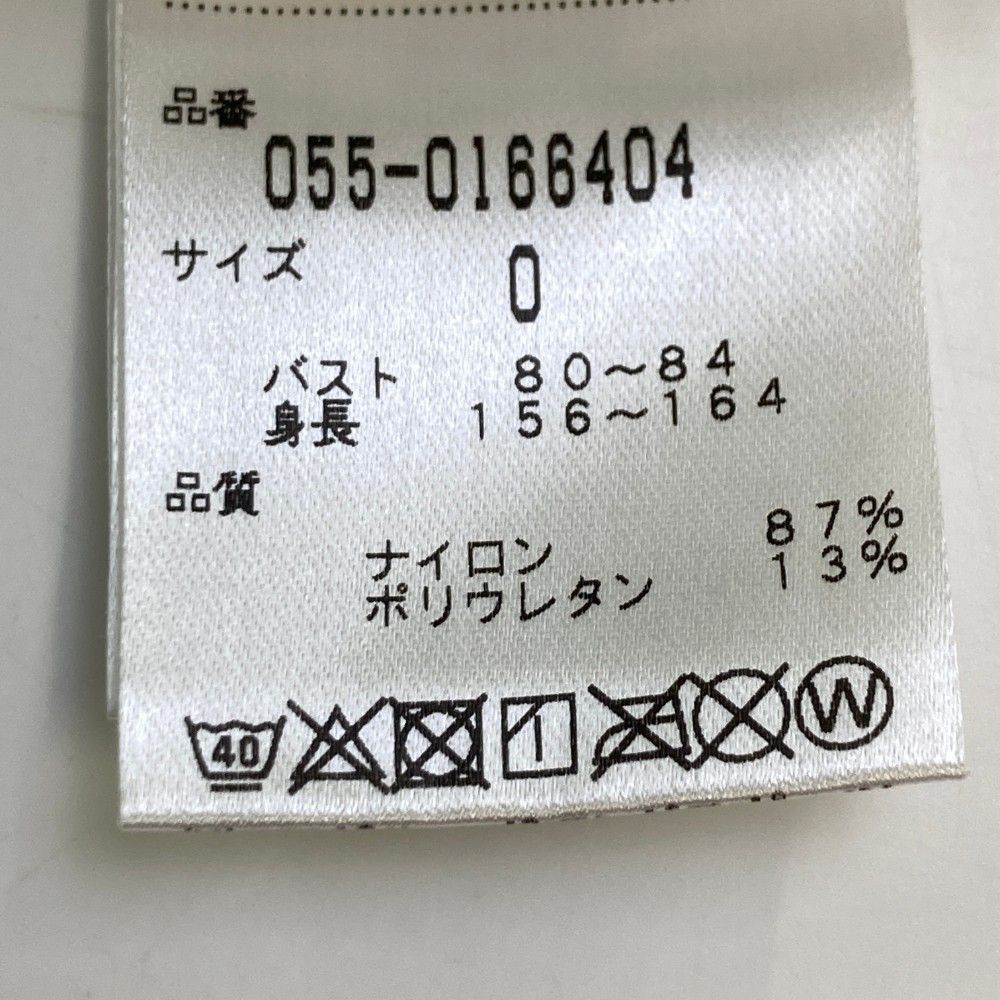 品番
055-0166404
サイズ
0
バスト 80～84
身長 156～164
品質
ナイロン 87%
ポリウレタン 13%
40 W